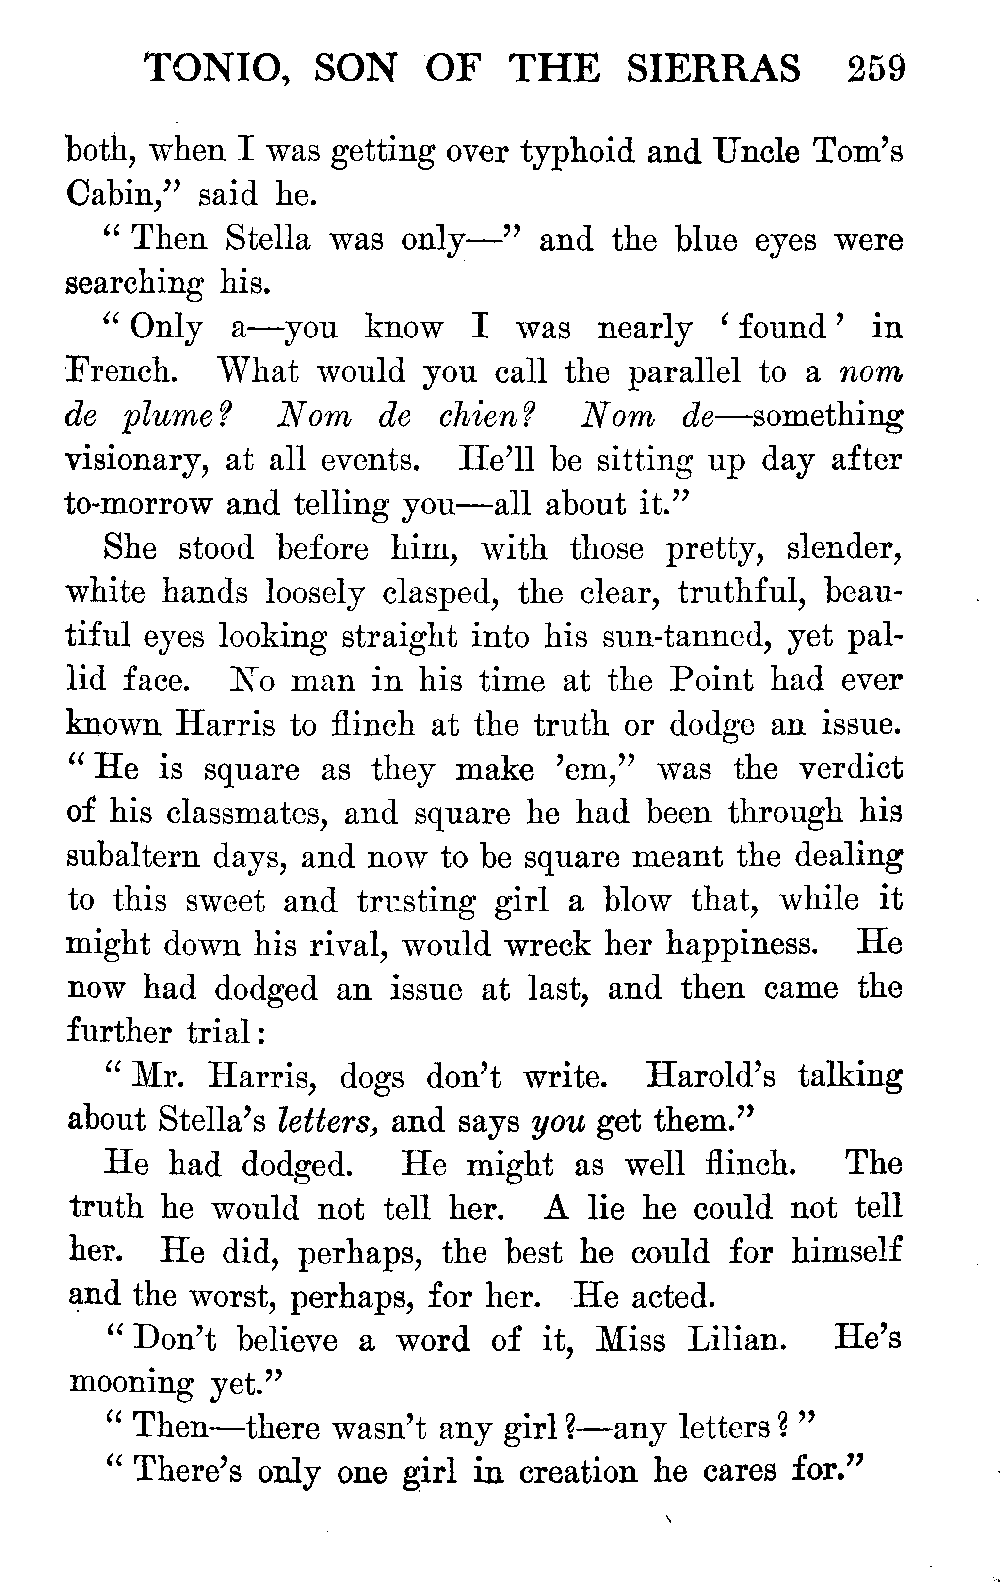 TONIO, SON OF THE SIERRAS 259
both, when I was getting over typhoid and Uncle Tom's
Cabin," said he.
" Then Stella was only—" and the blue eyes were
searching his.
" Only a—you know I was nearly ' found ' in
French. What would you call the parallel to a nom
de plume? Nom de chien? Nom de—something
visionary, at all events. He'll be sitting up day after
to-morrow and telling you—all about it."
She stood before him, with those pretty, slender,
white hands loosely clasped, the clear, truthful, beau-
tiful eyes looking straight into his sun-tanned, yet pal-
lid face. No man in his time at the Point had ever
known Harris to flinch at the truth or dodge an issue.
" He is square as they make 'em," was the verdict
of his classmates, and square he had been through his
subaltern days, and now to be square meant the dealing
to this sweet and trusting girl a blow that, while it
might down his rival, would wreck her happiness. He
now had dodged an issue at last, and then came the
further trial:
" Mr. Harris, dogs don't write. Harold's talking
about Stella's letters, and says you get them."
He had dodged. He might as well flinch. The
truth he would not tell her. A lie he could not tell
her. He did, perhaps, the best he could for himself
and the worst, perhaps, for her. He acted.
" Don't believe a word of it, Miss Lilian. He's
mooning yet."
" Then—there wasn't any girl?—any letters? "
" There's only one girl in creation he cares for."